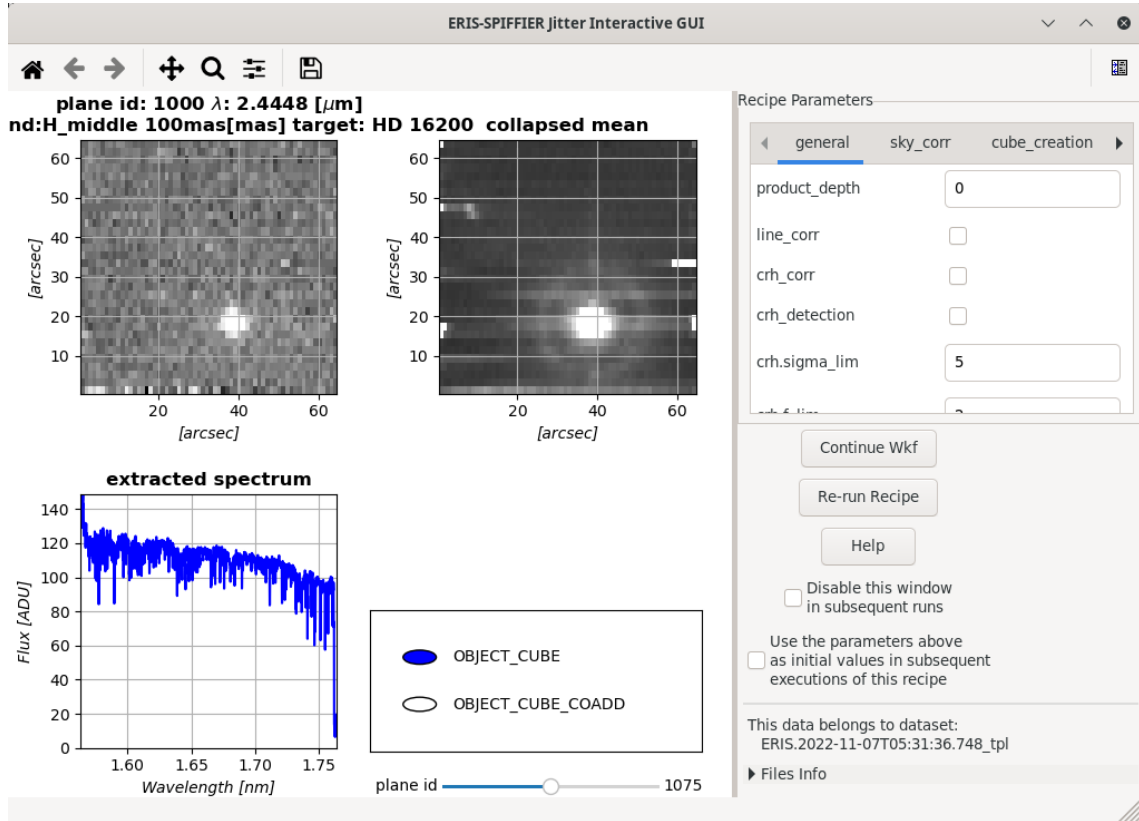 ERIS-SPIFFIER Jitter Interactive GUI
plane id: 1000 λ: 2.4448 [μm]
nd:H_middle 100mas[mas] target: HD 16200 collapsed mean
60
50
40
30
20
10
[arcsec]
20
40
60
[arcsec]
60
50
40
30
20
10
[arcsec]
20
40
60
[arcsec]
extracted spectrum
140
120
100
80
60
40
20
0
Flux [ADU]
1.60
1.65
1.70
1.75
Wavelength [nm]
OBJECT_CUBE
OBJECT_CUBE_COADD
plane id
1075
Recipe Parameters
general
sky_corr
cube_creation
product_depth
0
line_corr
crh_corr
crh_detection
crh.sigma_lim
5
Continue Wkf
Re-run Recipe
Help
Disable this window
in subsequent runs
Use the parameters above
as initial values in subsequent
executions of this recipe
This data belongs to dataset:
ERIS.2022-11-07T05:31:36.748_tpl
Files Info